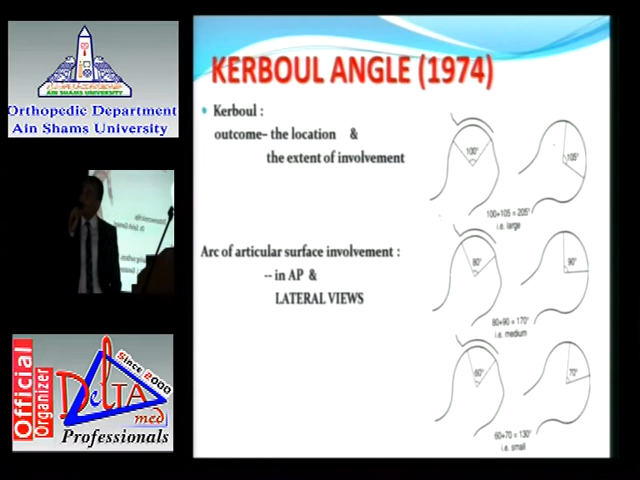 AIN SHAMS UNIVERSITY
Orthopedic Department
Ain Shams University
Official
Organizer
Since 2000
DelTA
med
Professionals
KERBOUL ANGLE (1974)
Kerboul :
outcome– the location &
the extent of involvement
Arc of articular surface involvement :
-- in AP &
LATERAL VIEWS
100°
105°
100+105 = 205°
i.e. large
80°
90°
80+90 = 170°
i.e. medium
60°
70°
60+70 = 130°
i.e. small